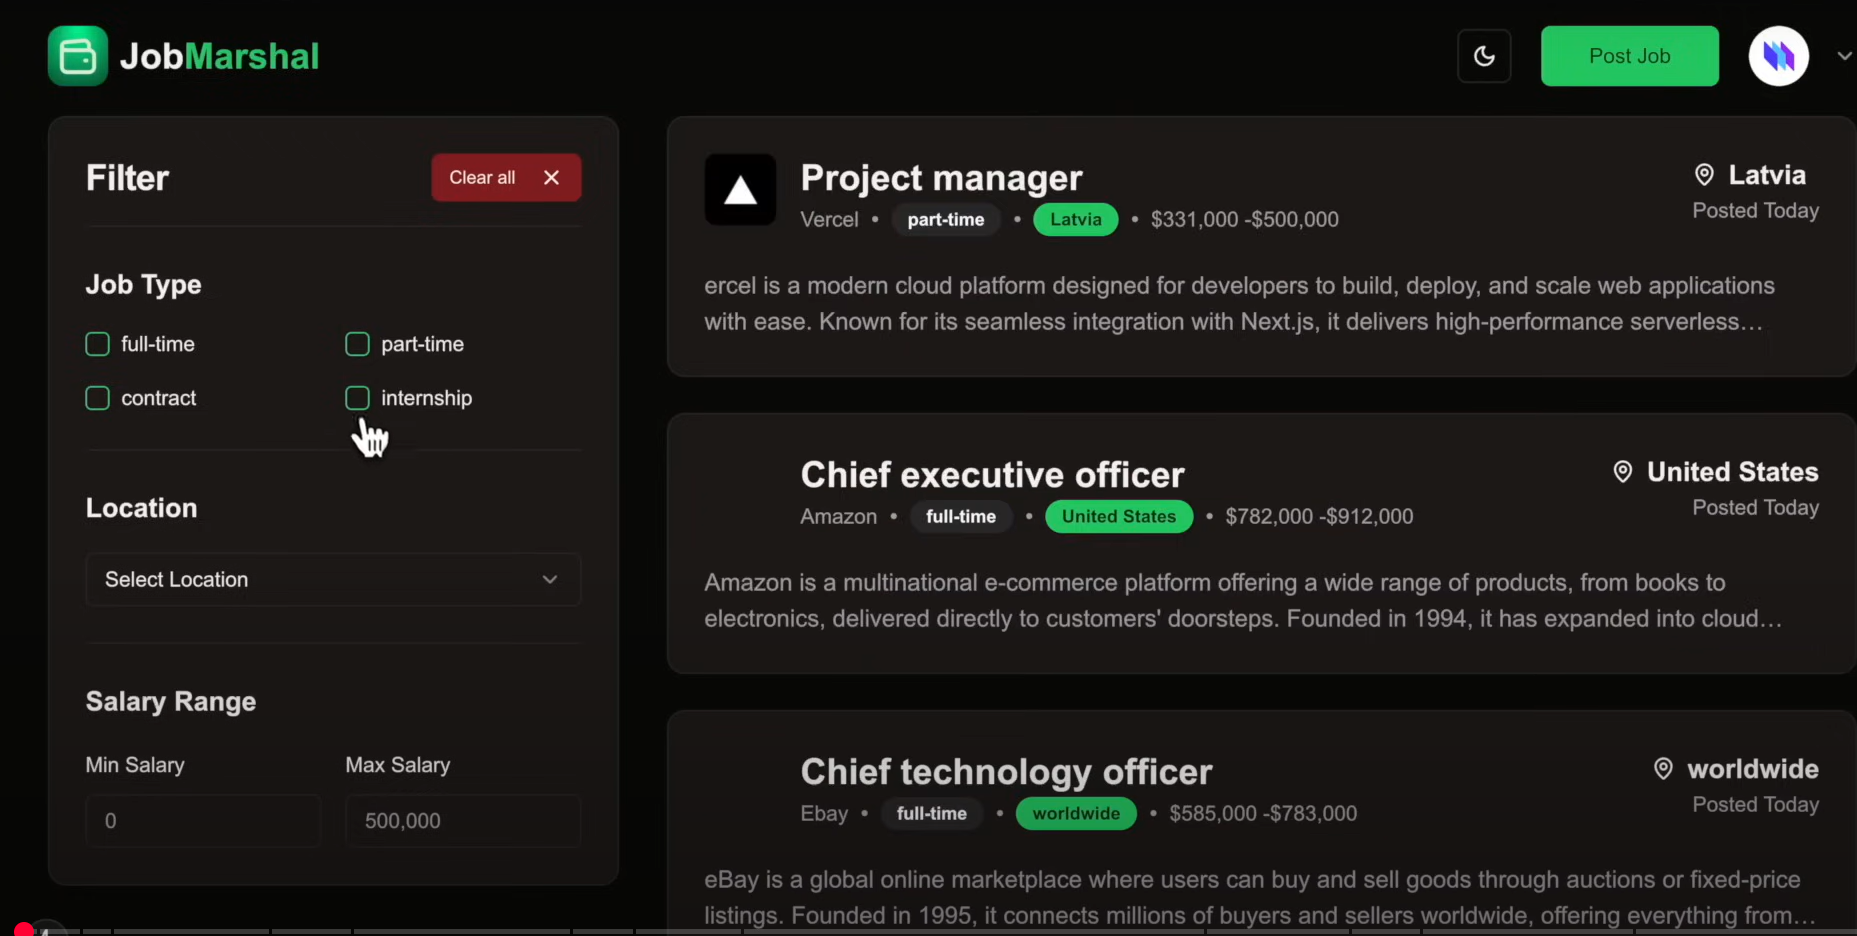 JobMarshal
Post Job
Filter
Clear all
Job Type
full-time
part-time
contract
internship
Location
Select Location
Salary Range
Min Salary
Max Salary
0
500,000
Project manager
Vercel • part-time • Latvia • $331,000 -$500,000
Latvia
Posted Today
ercel is a modern cloud platform designed for developers to build, deploy, and scale web applications
with ease. Known for its seamless integration with Next.js, it delivers high-performance serverless…
Chief executive officer
Amazon • full-time • United States • $782,000 -$912,000
United States
Posted Today
Amazon is a multinational e-commerce platform offering a wide range of products, from books to
electronics, delivered directly to customers' doorsteps. Founded in 1994, it has expanded into cloud…
Chief technology officer
Ebay • full-time • worldwide • $585,000 -$783,000
worldwide
Posted Today
eBay is a global online marketplace where users can buy and sell goods through auctions or fixed-price
listings. Founded in 1995, it connects millions of buyers and sellers worldwide, offering everything from…